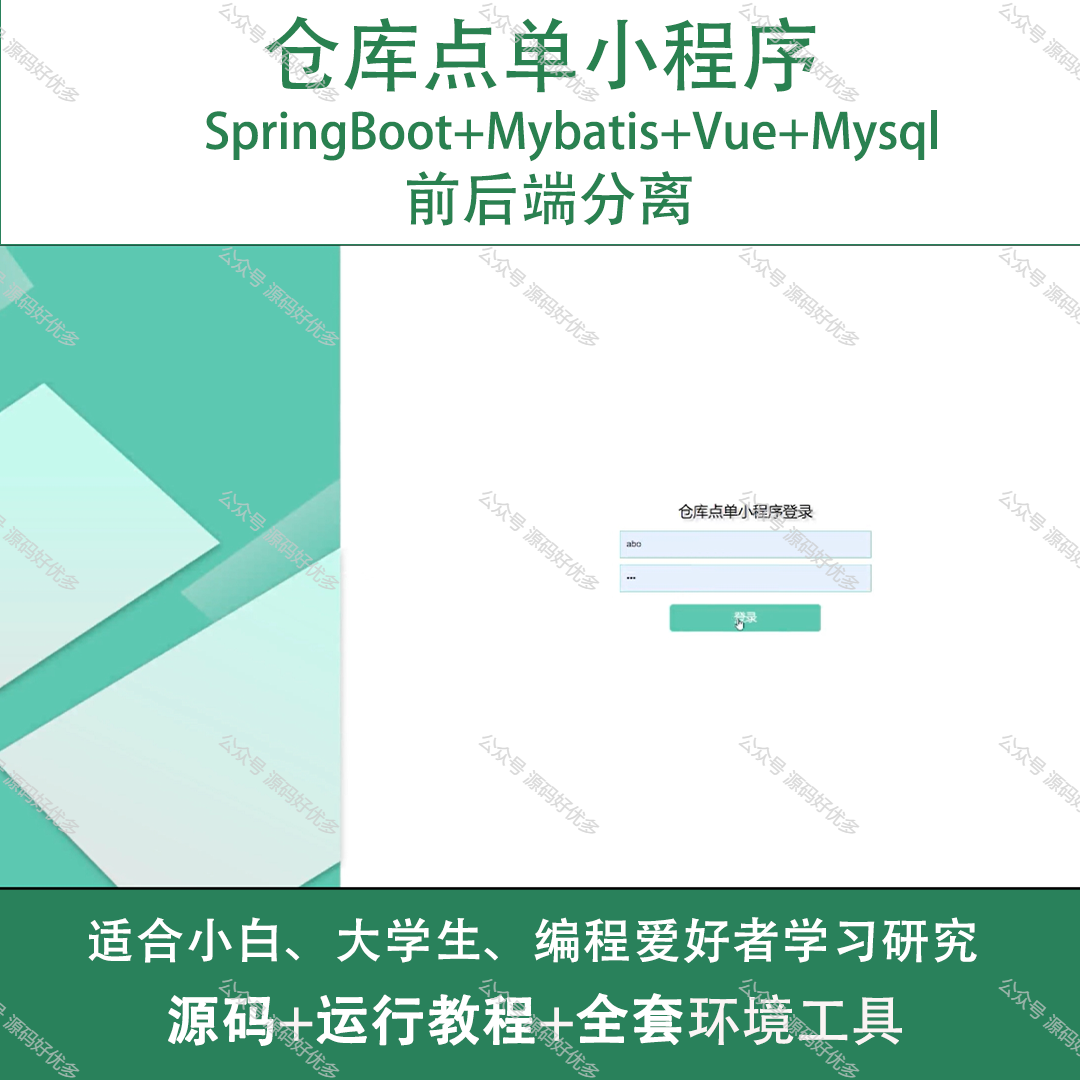 仓库点单小程序
SpringBoot+Mybatis+Vue+Mysql
前后端分离
仓库点单小程序登录
abo
•••
登录
适合小白、大学生、编程爱好者学习研究
源码+运行教程+全套环境工具
公众号 源码好优多